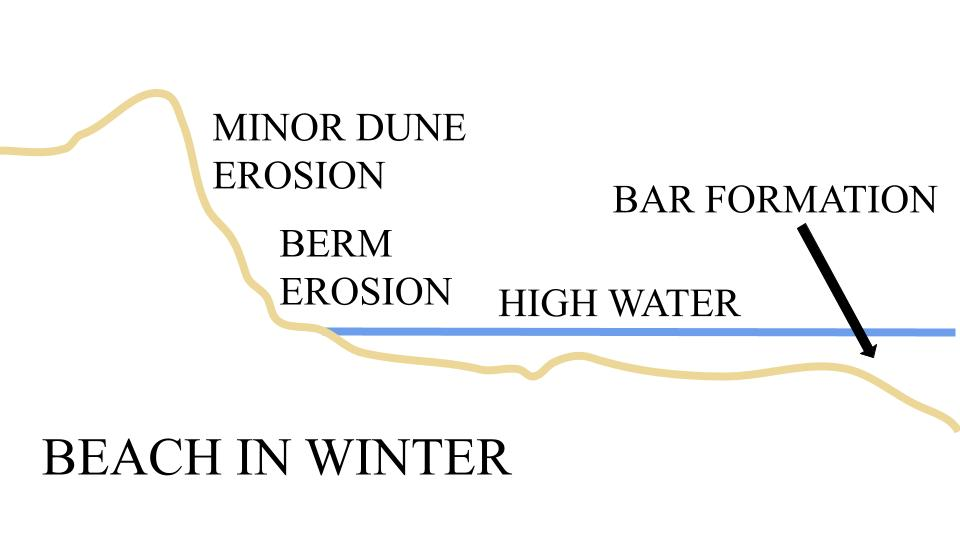 MINOR DUNE
EROSION
BAR FORMATION
BERM
EROSION
HIGH WATER
BEACH IN WINTER